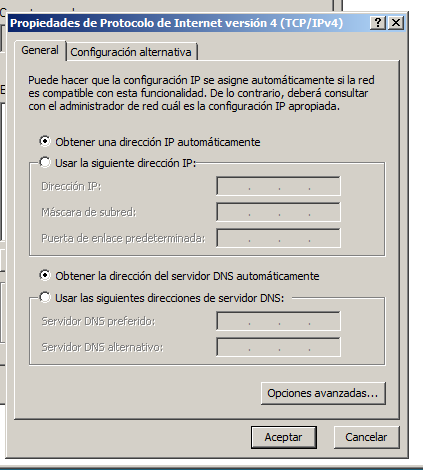 Propiedades de Protocolo de Internet versión 4 (TCP/IPv4)
General
Configuración alternativa
Puede hacer que la configuración IP se asigne automáticamente si la red
es compatible con esta funcionalidad. De lo contrario, deberá consultar
con el administrador de red cuál es la configuración IP apropiada.
Obtener una dirección IP automáticamente
Usar la siguiente dirección IP:
Dirección IP:
Máscara de subred:
Puerta de enlace predeterminada:
Obtener la dirección del servidor DNS automáticamente
Usar las siguientes direcciones de servidor DNS:
Servidor DNS preferido:
Servidor DNS alternativo:
Opciones avanzadas...
Aceptar
Cancelar